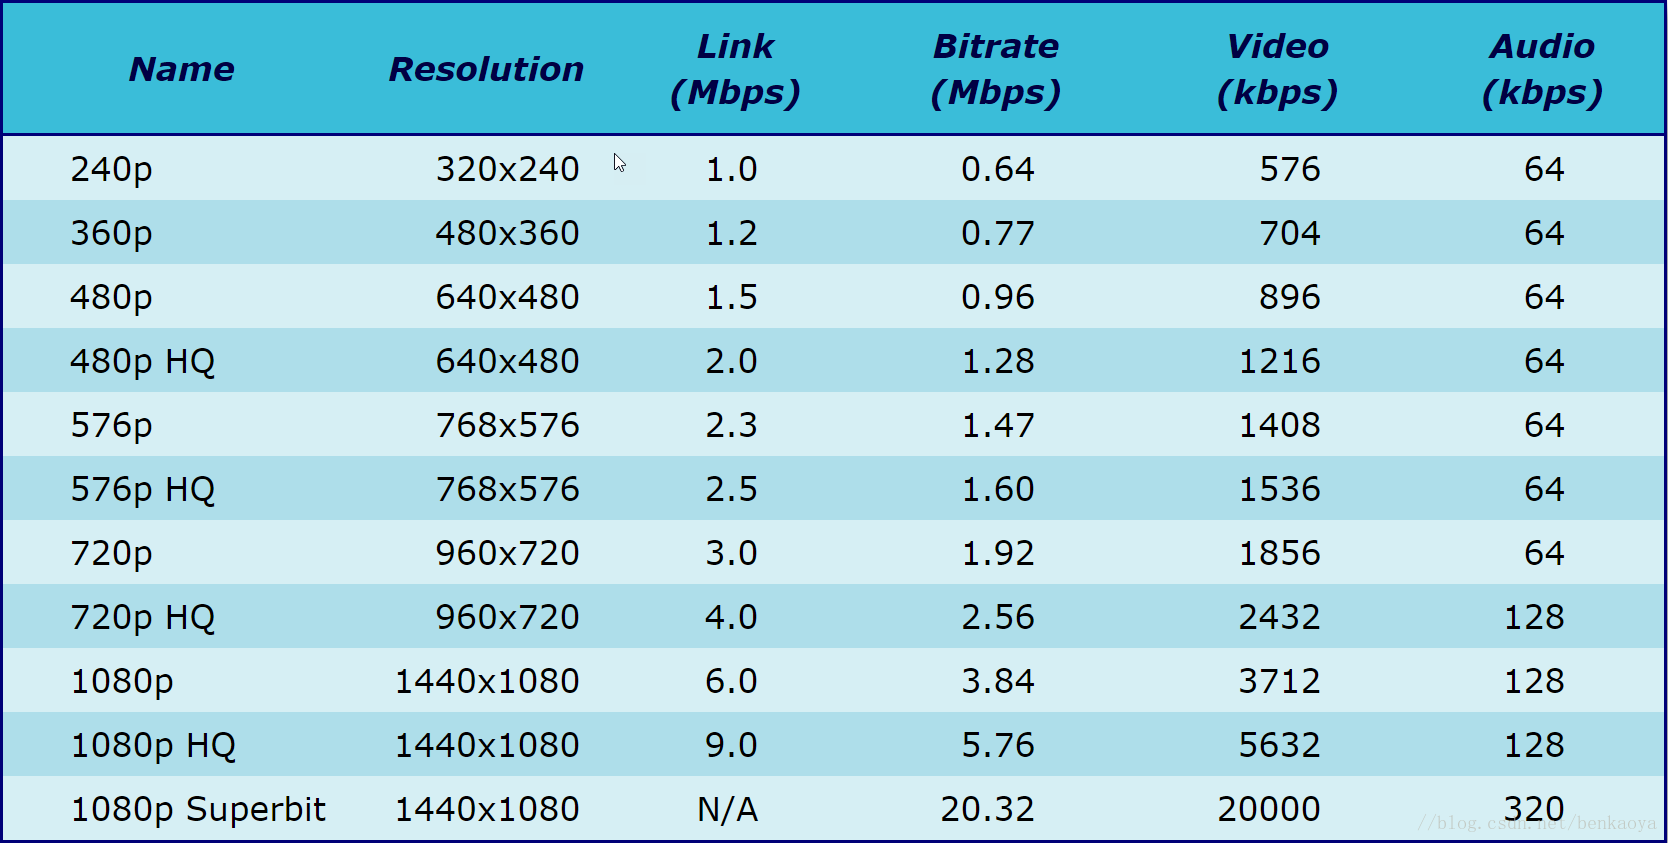 Name Resolution Link (Mbps) Bitrate (Mbps) Video (kbps) Audio (kbps)
240p 320x240 1.0 0.64 576 64
360p 480x360 1.2 0.77 704 64
480p 640x480 1.5 0.96 896 64
480p HQ 640x480 2.0 1.28 1216 64
576p 768x576 2.3 1.47 1408 64
576p HQ 768x576 2.5 1.60 1536 64
720p 960x720 3.0 1.92 1856 64
720p HQ 960x720 4.0 2.56 2432 128
1080p 1440x1080 6.0 3.84 3712 128
1080p HQ 1440x1080 9.0 5.76 5632 128
1080p Superbit 1440x1080 N/A 20.32 20000 320
//blog.csdn.net/benkaoya